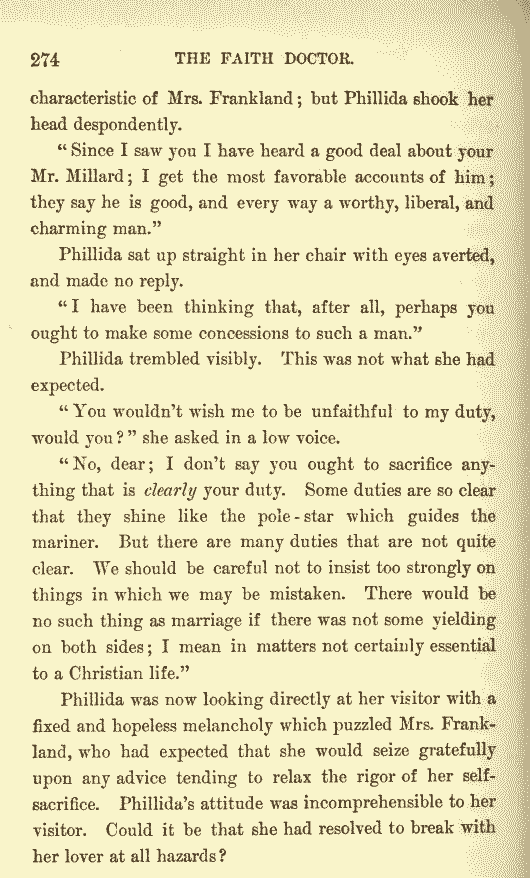 274 THE FAITH DOCTOR.
characteristic of Mrs. Frankland; but Phillida shook her
head despondently.
"Since I saw you I have heard a good deal about your
Mr. Millard; I get the most favorable accounts of him;
they say he is good, and every way a worthy, liberal, and
charming man."
Phillida sat up straight in her chair with eyes averted,
and made no reply.
"I have been thinking that, after all, perhaps you
ought to make some concessions to such a man."
Phillida trembled visibly. This was not what she had
expected.
"You wouldn't wish me to be unfaithful to my duty,
would you?" she asked in a low voice.
"No, dear; I don't say you ought to sacrifice any-
thing that is clearly your duty. Some duties are so clear
that they shine like the pole-star which guides the
mariner. But there are many duties that are not quite
clear. We should be careful not to insist too strongly on
things in which we may be mistaken. There would be
no such thing as marriage if there was not some yielding
on both sides; I mean in matters not certainly essential
to a Christian life."
Phillida was now looking directly at her visitor with a
fixed and hopeless melancholy which puzzled Mrs. Frank-
land, who had expected that she would seize gratefully
upon any advice tending to relax the rigor of her self-
sacrifice. Phillida's attitude was incomprehensible to her
visitor. Could it be that she had resolved to break with
her lover at all hazards?